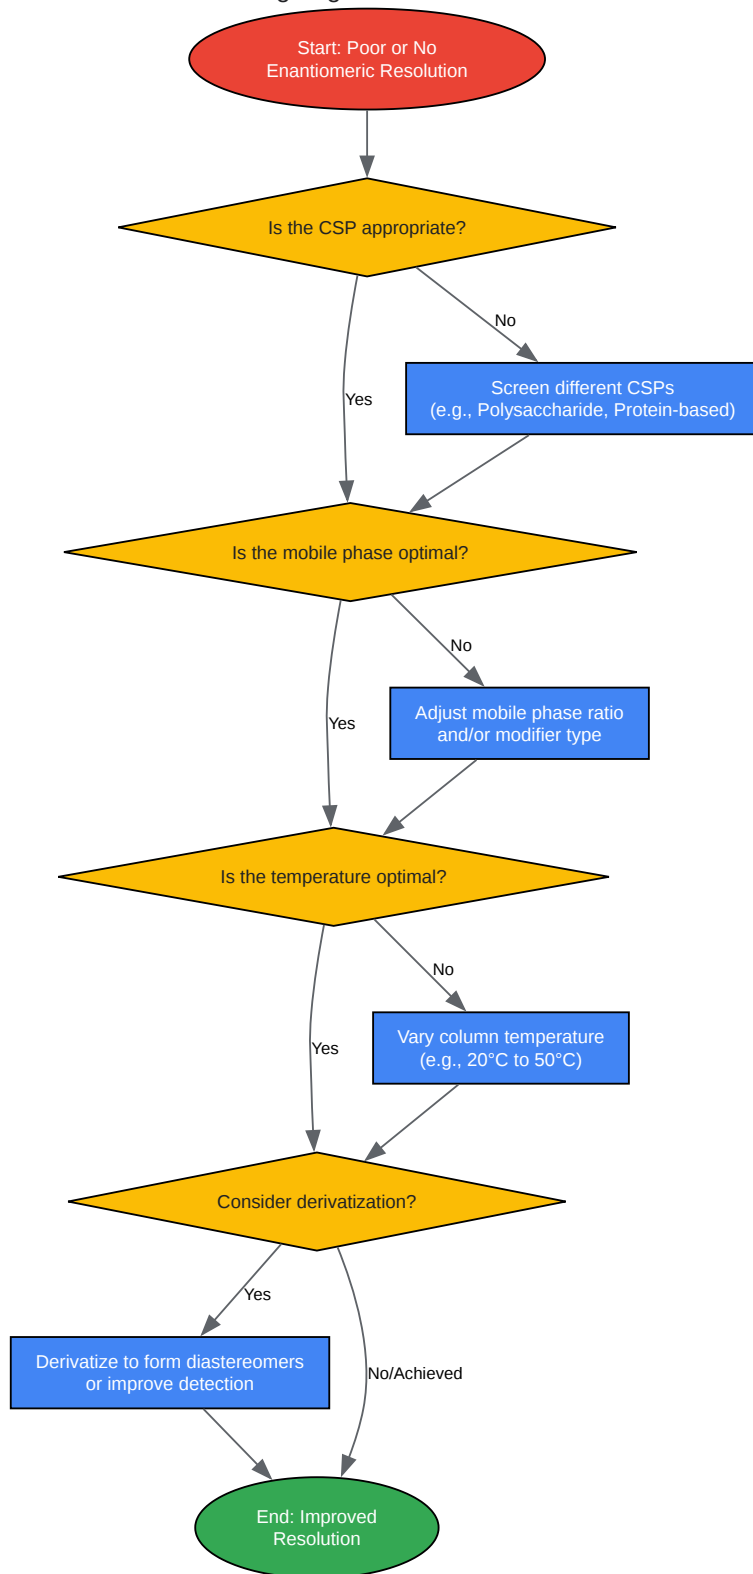 Start: Poor or No
Enantiomeric Resolution
Is the CSP appropriate?
No
Yes
Screen different CSPs
(e.g., Polysaccharide, Protein-based)
Is the mobile phase optimal?
No
Yes
Adjust mobile phase ratio
and/or modifier type
Is the temperature optimal?
No
Yes
Vary column temperature
(e.g., 20°C to 50°C)
Consider derivatization?
Yes
No/Achieved
Derivatize to form diastereomers
or improve detection
End: Improved
Resolution